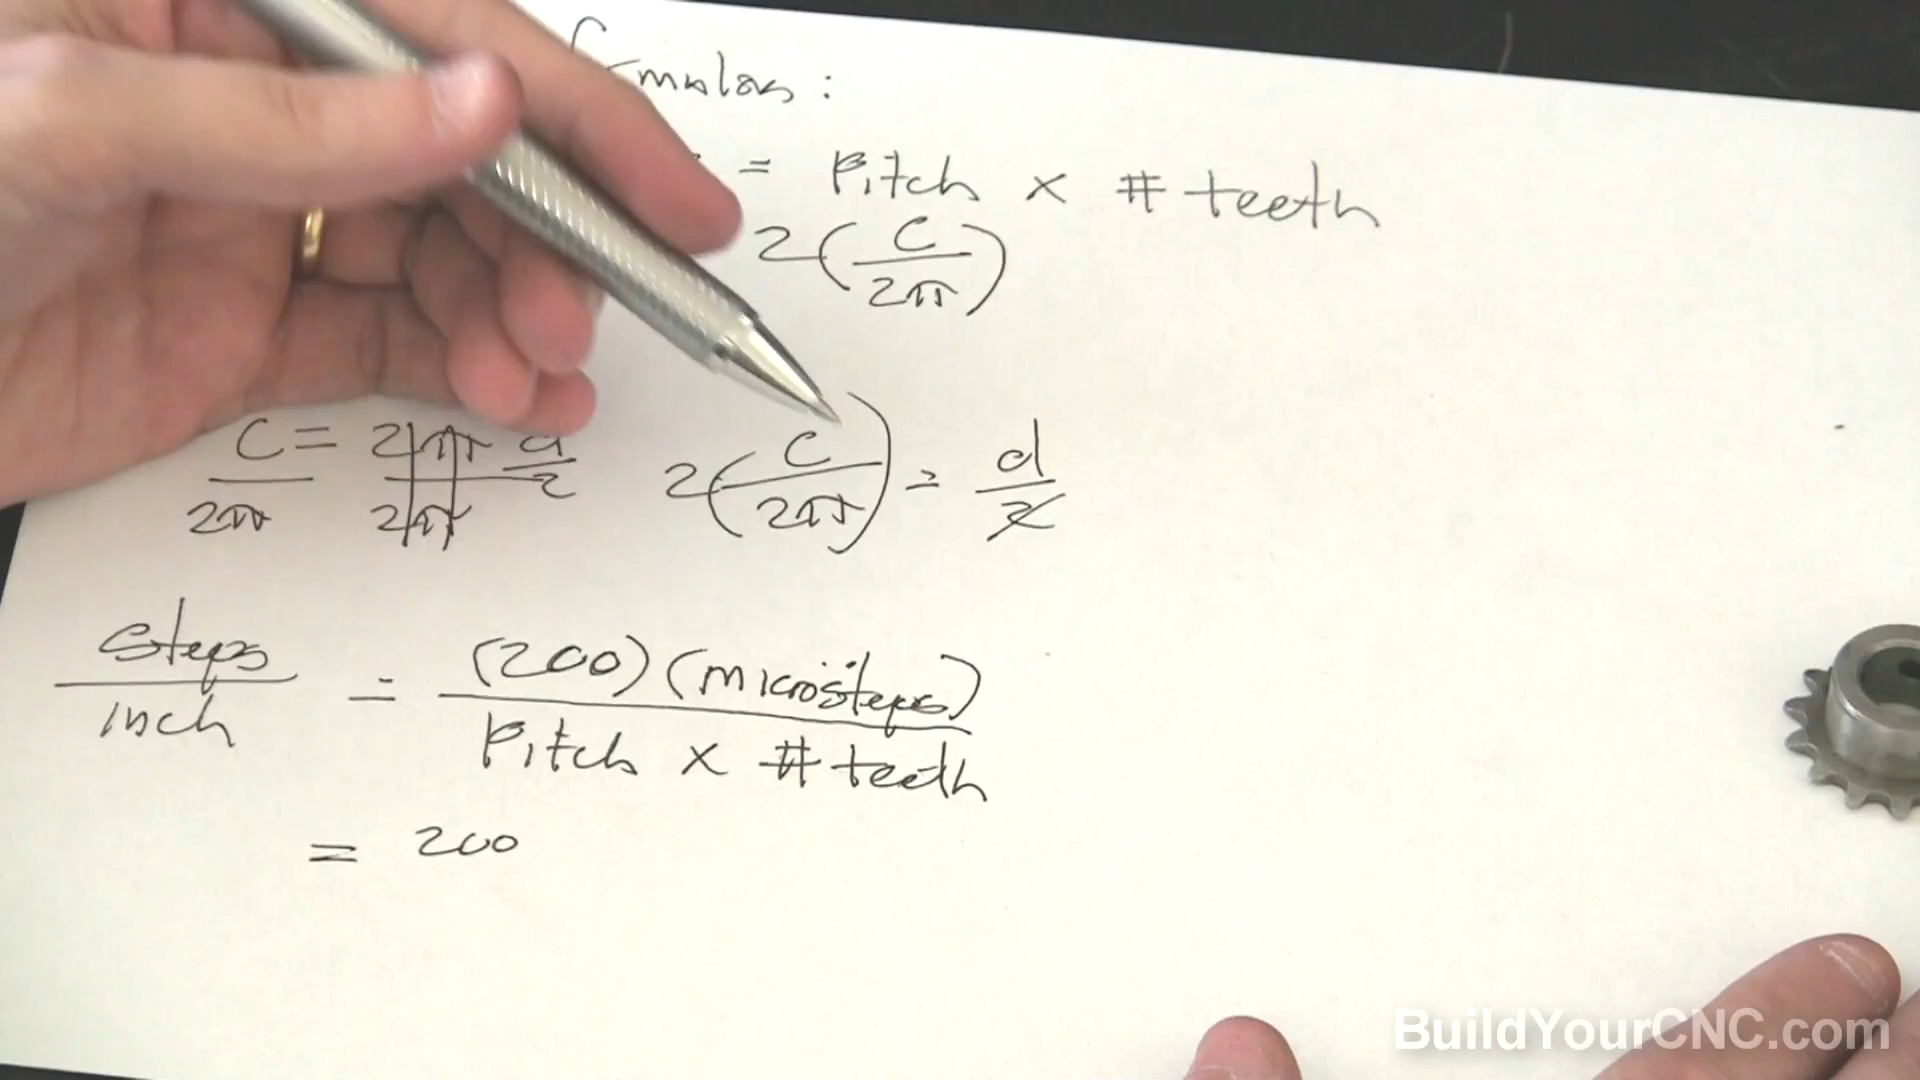 = Pitch × # teeth
2(C/2π)
C/2π = 2π d/2π 2 2(C/2π) = d/2
steps/inch = (200)(microsteps)/Pitch × # teeth
= 200
BuildYourCNC.com